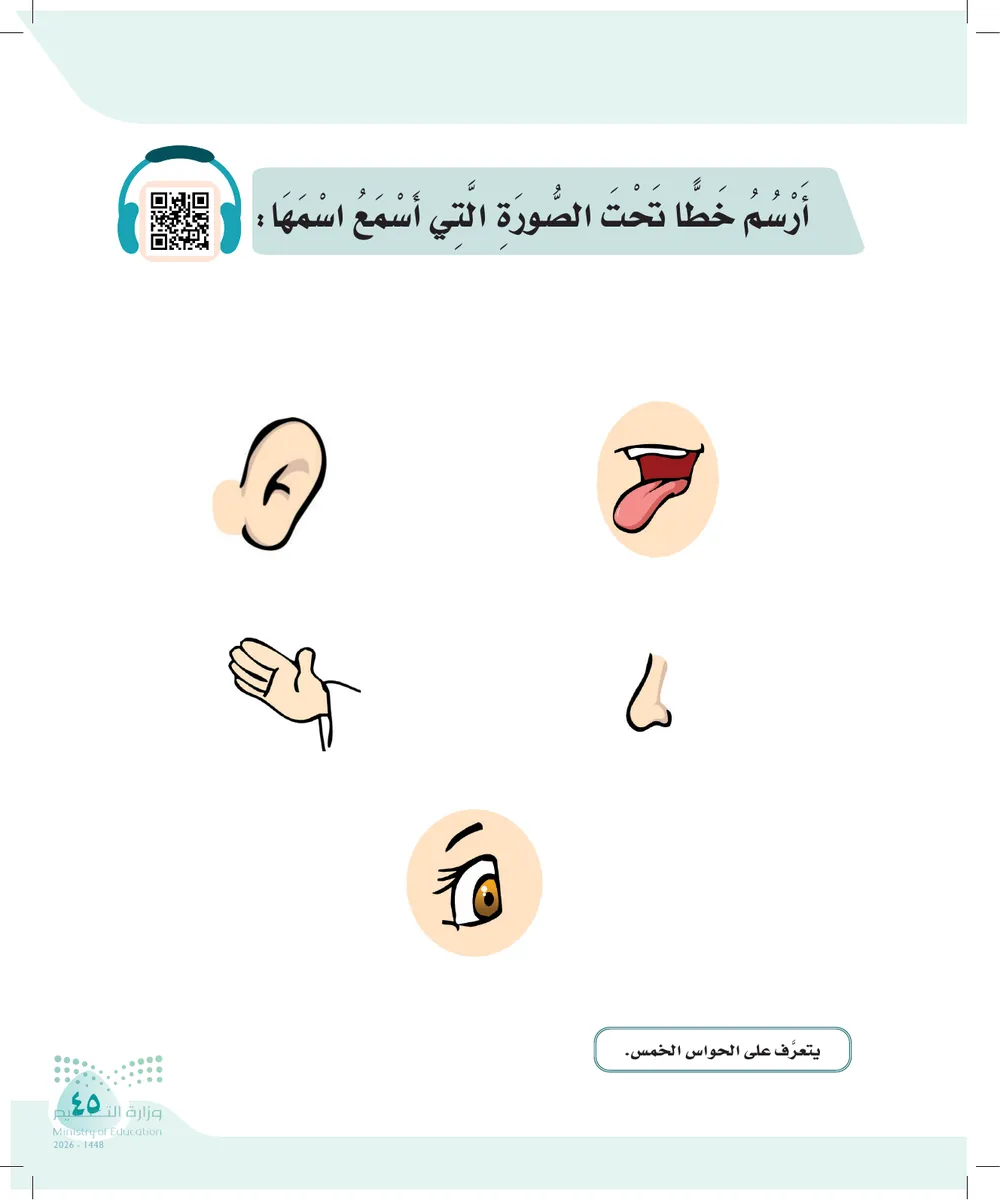 أَرْسُمُ خَطًّا تَحْتَ الصُّورَةِ الَّتِي أَسْمَعُ اسْمَهَا :
يتعرَّف على الحواس الخمس.
٤٥
وزارة التعليم
Ministry of Education
2026 - 1448